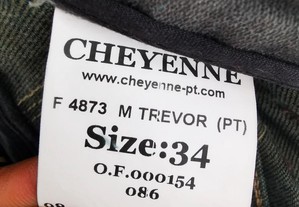 CHEYENNE
www.cheyenne-pt.com
F 4873 M TREVOR (PT)
Size:34
O.F.000154
086